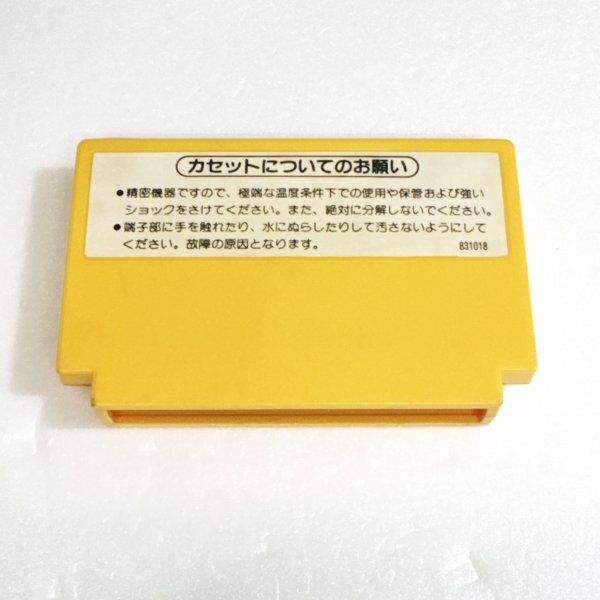 カセットについてのお願い
●精密機器ですので、極端な温度条件下での使用や保管および強い
ショックをさけてください。また、絶対に分解しないでください。
●端子部に手を触れたり、水にぬらしたりして汚さないようにして
ください。故障の原因となります。
831018